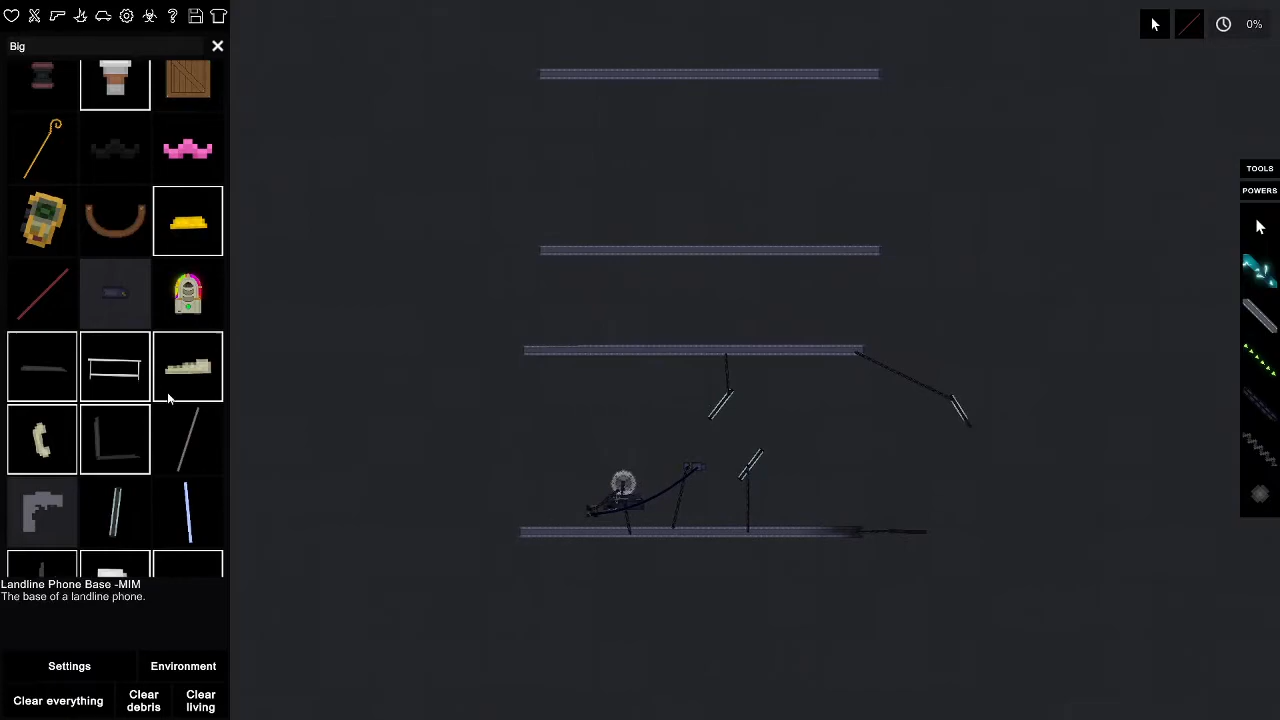 0%
Big
TOOLS
POWERS
Landline Phone Base -MIM
The base of a landline phone.
Settings
Environment
Clear everything
Clear
debris
Clear
living